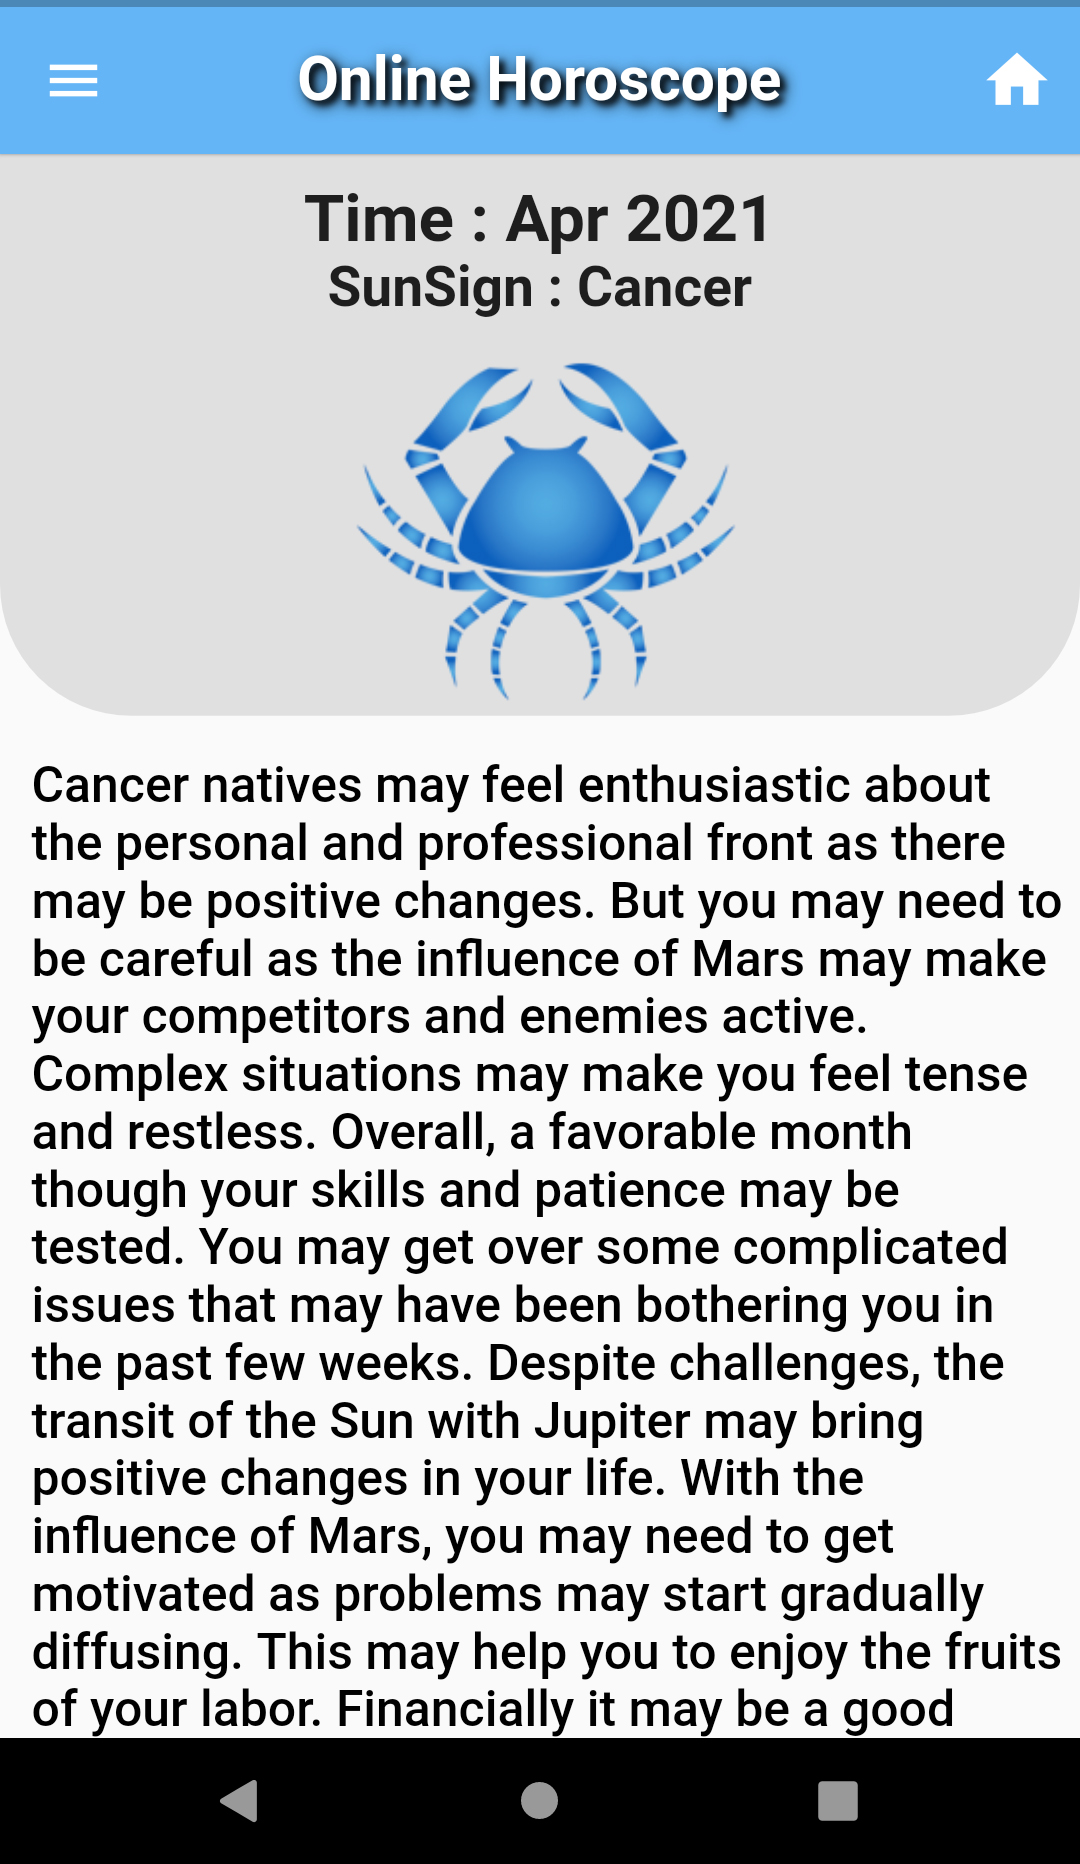 Online Horoscope
Time : Apr 2021
SunSign : Cancer
Cancer natives may feel enthusiastic about
the personal and professional front as there
may be positive changes. But you may need to
be careful as the influence of Mars may make
your competitors and enemies active.
Complex situations may make you feel tense
and restless. Overall, a favorable month
though your skills and patience may be
tested. You may get over some complicated
issues that may have been bothering you in
the past few weeks. Despite challenges, the
transit of the Sun with Jupiter may bring
positive changes in your life. With the
influence of Mars, you may need to get
motivated as problems may start gradually
diffusing. This may help you to enjoy the fruits
of your labor. Financially it may be a good